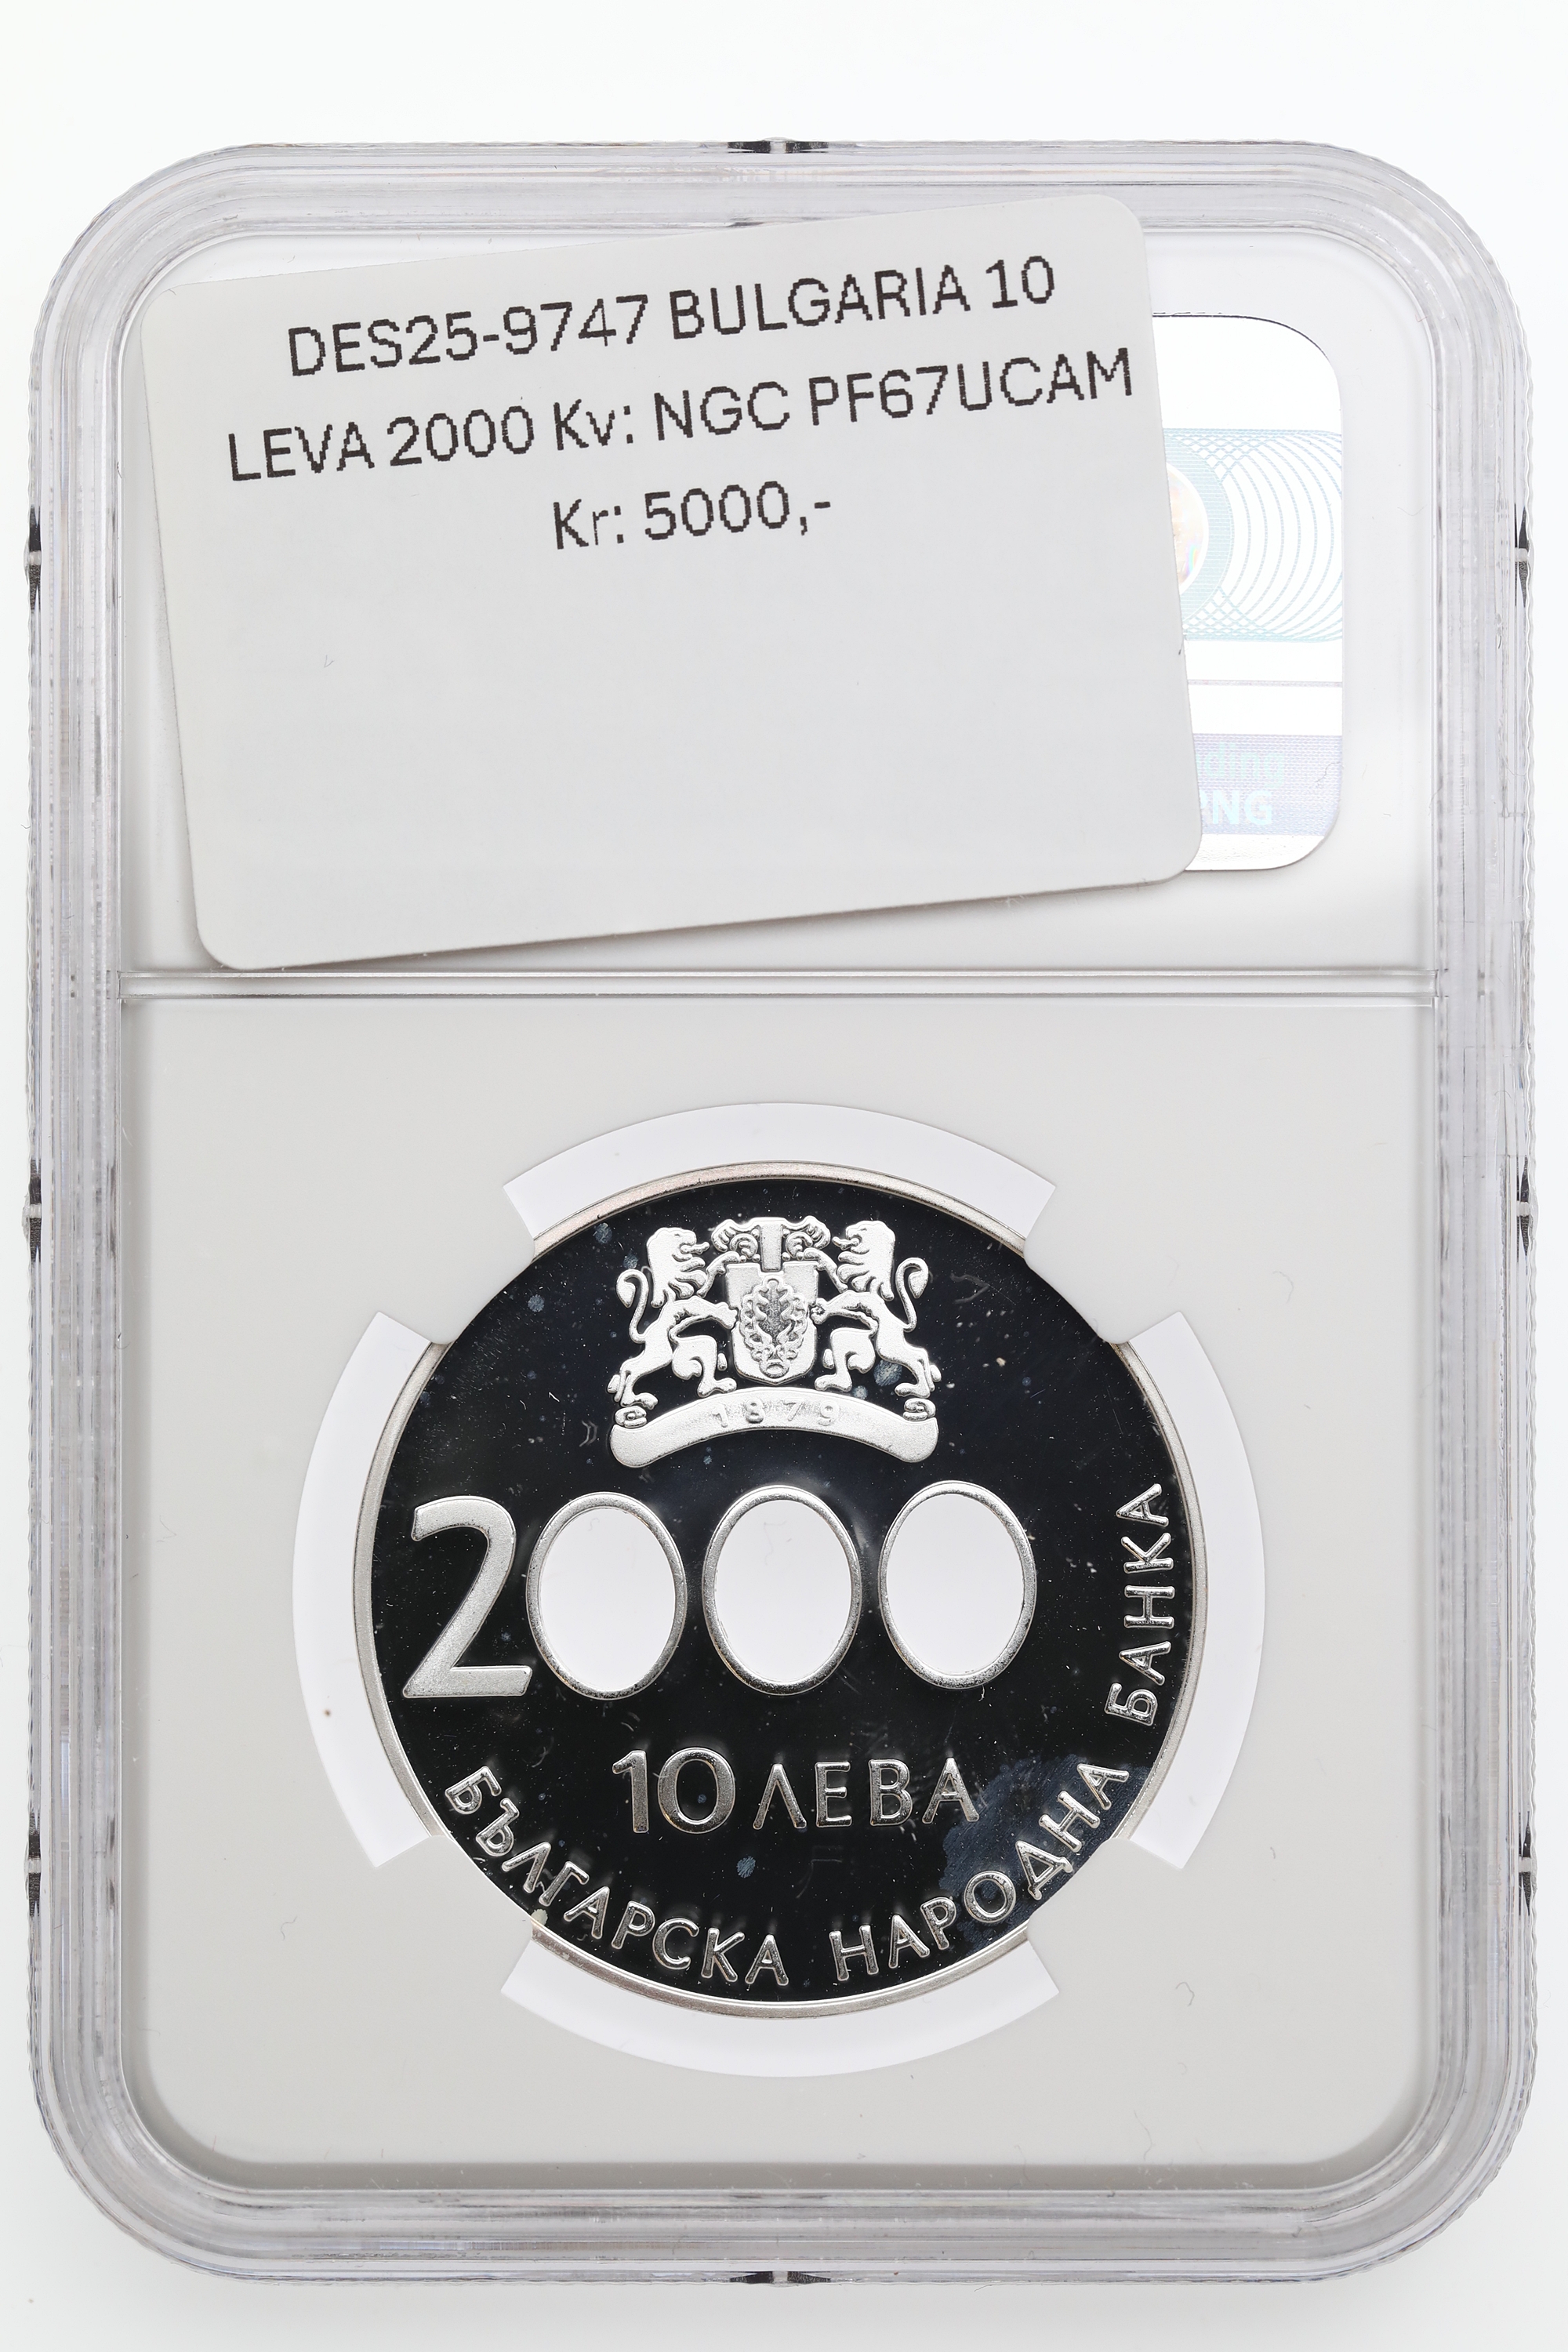 DES25-9747 BULGARIA 10
LEVA 2000 Kv: NGC PF67UCAM
Kr: 5000,-
1879
2000
10 ЛЕВА
БЪЛГАРСКА НАРОДНА БАНКА